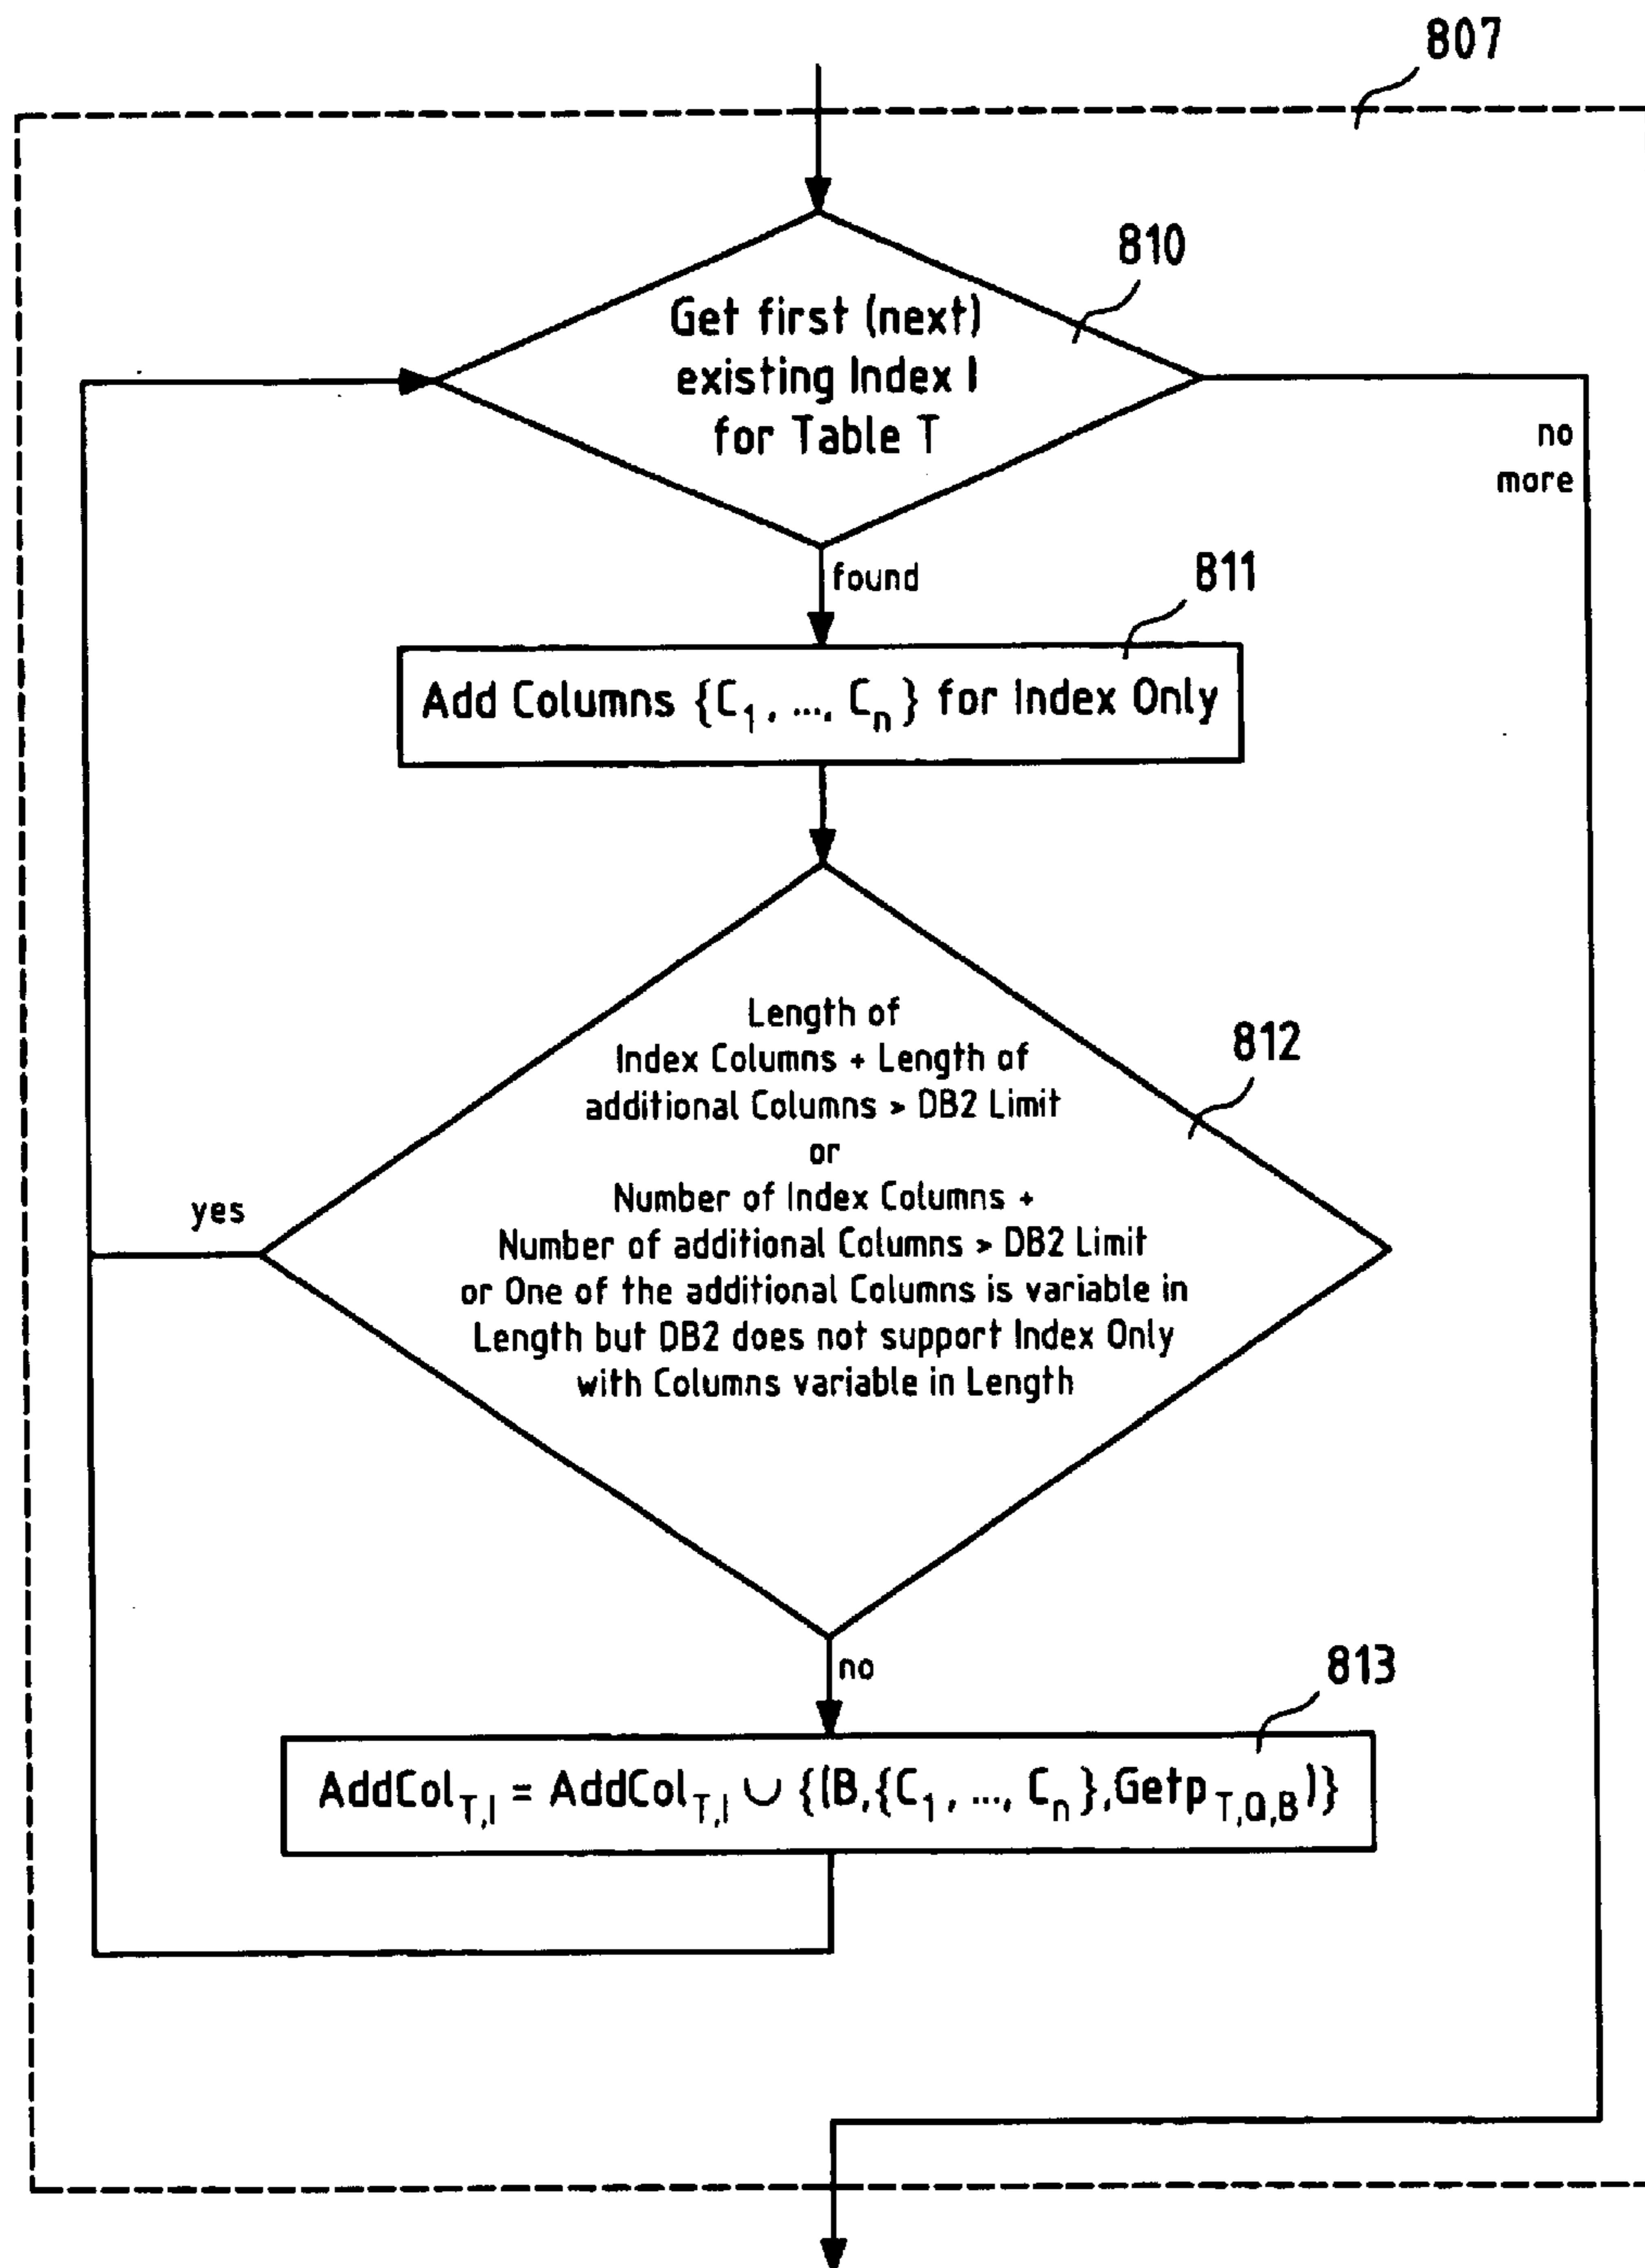 807
810
Get first (next)
existing Index I
for Table T
no
more
found
811
Add Columns {C₁, ..., Cₙ} for Index Only
812
Length of
Index Columns + Length of
additional Columns > DB2 Limit
or
Number of Index Columns +
Number of additional Columns > DB2 Limit
or One of the additional Columns is variable in
Length but DB2 does not support Index Only
with Columns variable in Length
yes
no
813
AddCol_T,I = AddCol_T,I ∪ {(B,{C₁, ..., Cₙ},Getp_T,Q,B)}